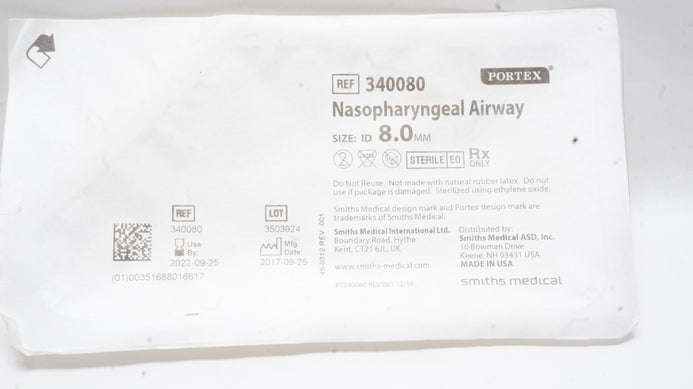 PORTEX®
REF 340080
Nasopharyngeal Airway
SIZE: ID 8.0 MM
STERILE EO Rx ONLY
Do Not Reuse. Not made with natural rubber latex. Do not
use if package is damaged. Sterilized using ethylene oxide.
Smiths Medical design mark and Portex design mark are
trademarks of Smiths Medical.
Smiths Medical International Ltd.
Boundary Road, Hythe
Kent, CT21 6JL, UK
www.smiths-medical.com
PT340080 REV 001 12/16
Distributed by:
Smiths Medical ASD, Inc.
10 Bowman Drive
Keene, NH 03431 USA
MADE IN USA
smiths medical
45-0312 REV. 001
REF
340080
Use
By
2022-09-25
(01)00351688016617
LOT
3503924
Mfg.
Date
2017-09-25